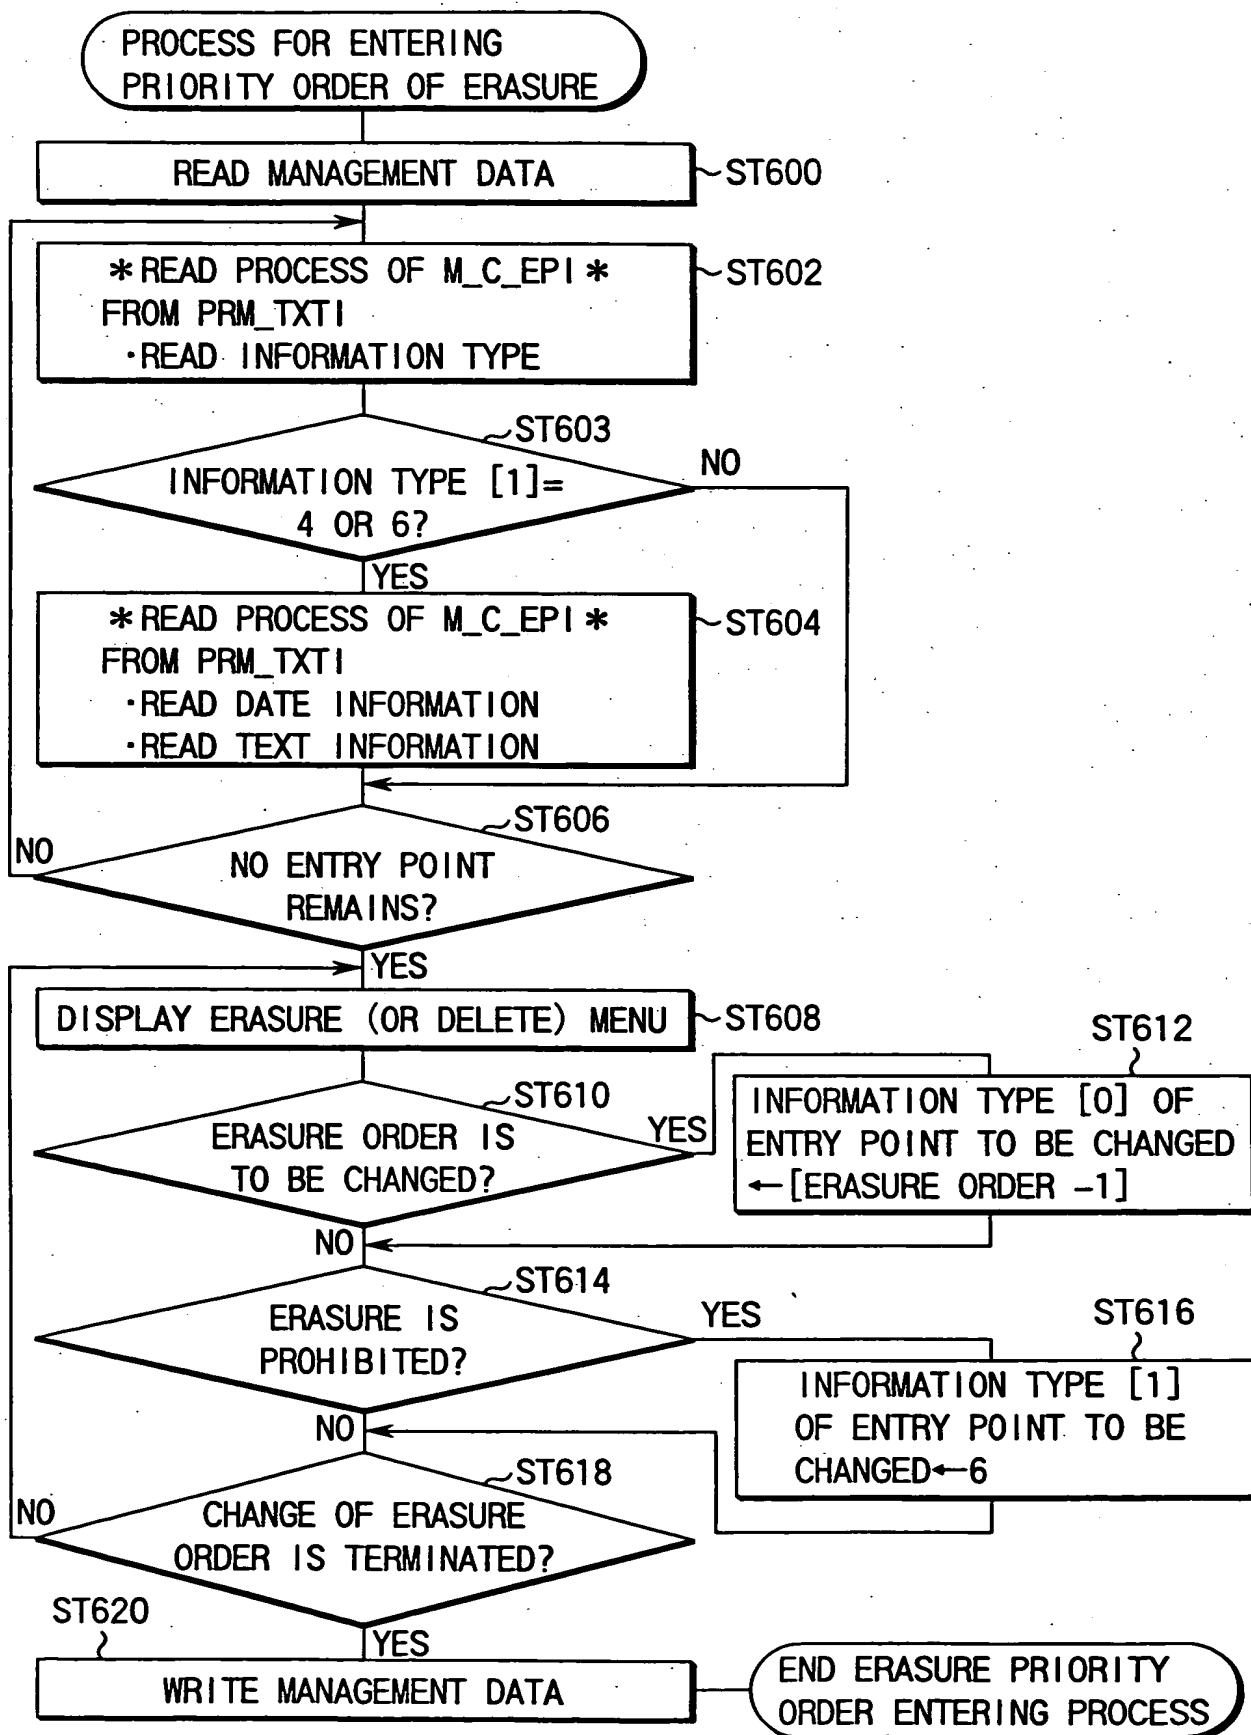 PROCESS FOR ENTERING
PRIORITY ORDER OF ERASURE
READ MANAGEMENT DATA
ST600
*READ PROCESS OF M_C_EPI*
FROM PRM_TXTI
·READ INFORMATION TYPE
ST602
ST603
INFORMATION TYPE [1]=
4 OR 6?
NO
YES
*READ PROCESS OF M_C_EPI*
FROM PRM_TXTI
·READ DATE INFORMATION
·READ TEXT INFORMATION
ST604
ST606
NO ENTRY POINT
REMAINS?
NO
YES
DISPLAY ERASURE (OR DELETE) MENU
ST608
ST610
ERASURE ORDER IS
TO BE CHANGED?
YES
ST612
INFORMATION TYPE [0] OF
ENTRY POINT TO BE CHANGED
←[ERASURE ORDER -1]
NO
ST614
ERASURE IS
PROHIBITED?
YES
ST616
INFORMATION TYPE [1]
OF ENTRY POINT TO BE
CHANGED←6
NO
ST618
CHANGE OF ERASURE
ORDER IS TERMINATED?
NO
YES
ST620
WRITE MANAGEMENT DATA
END ERASURE PRIORITY
ORDER ENTERING PROCESS